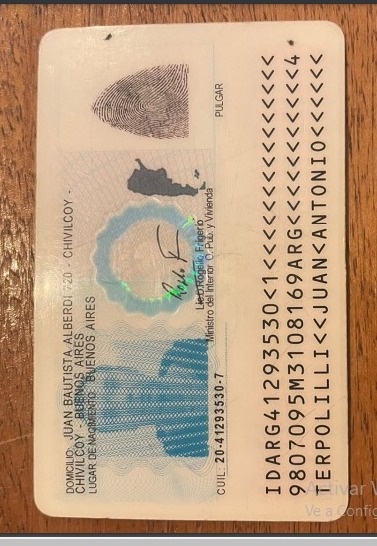 DOMICILIO: JUAN BAUTISTA ALBERDI 720 - CHIVILCOY -
CHIVILCOY - BUENOS AIRES
LUGAR DE NACIMIENTO: BUENOS AIRES
Lic. D. Rogelio Frigerio
Ministro del Interior O. Pub. y Vivienda
CUIL: 20-41293530-7
PULGAR
IDARG41293530<1<<<<<<<<<<<<<<<
9807095M3108169ARG<<<<<<<<<<<4
TERPOLILLI<<JUAN<ANTONIO<<<<<<
Ve a Config